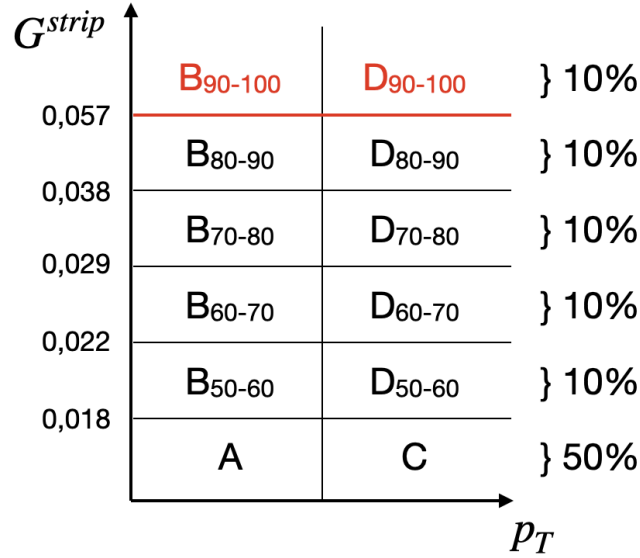 G^strip
B90-100 D90-100 } 10%
0,057
B80-90 D80-90 } 10%
0,038
B70-80 D70-80 } 10%
0,029
B60-70 D60-70 } 10%
0,022
B50-60 D50-60 } 10%
0,018
A C } 50%
p_T